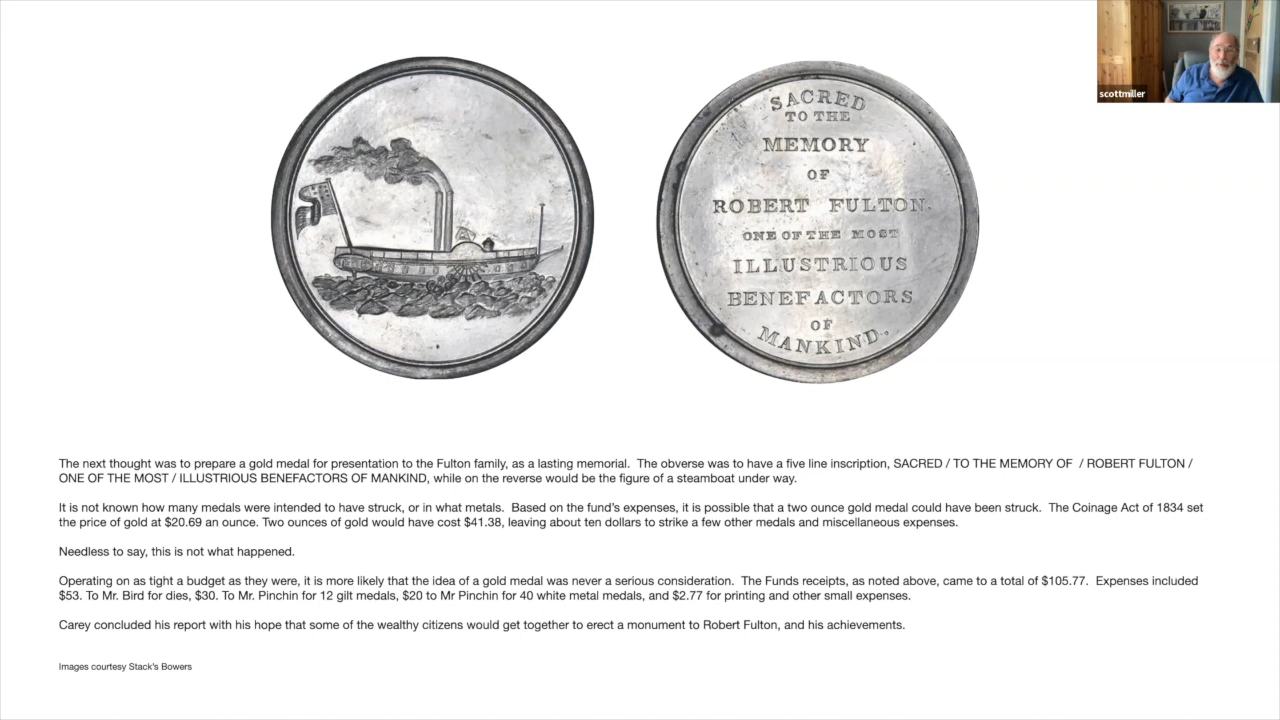 scottmiller
SACRED
TO THE
MEMORY
OF
ROBERT FULTON.
ONE OF THE MOST
ILLUSTRIOUS
BENEFACTORS
OF
MANKIND.
The next thought was to prepare a gold medal for presentation to the Fulton family, as a lasting memorial.  The obverse was to have a five line inscription, SACRED / TO THE MEMORY OF  / ROBERT FULTON /
ONE OF THE MOST / ILLUSTRIOUS BENEFACTORS OF MANKIND, while on the reverse would be the figure of a steamboat under way.
It is not known how many medals were intended to have struck, or in what metals.  Based on the fund's expenses, it is possible that a two ounce gold medal could have been struck.  The Coinage Act of 1834 set
the price of gold at $20.69 an ounce. Two ounces of gold would have cost $41.38, leaving about ten dollars to strike a few other medals and miscellaneous expenses.
Needless to say, this is not what happened.
Operating on as tight a budget as they were, it is more likely that the idea of a gold medal was never a serious consideration.  The Funds receipts, as noted above, came to a total of $105.77.  Expenses included
$53. To Mr. Bird for dies, $30. To Mr. Pinchin for 12 gilt medals, $20 to Mr Pinchin for 40 white metal medals, and $2.77 for printing and other small expenses.
Carey concluded his report with his hope that some of the wealthy citizens would get together to erect a monument to Robert Fulton, and his achievements.
Images courtesy Stack's Bowers